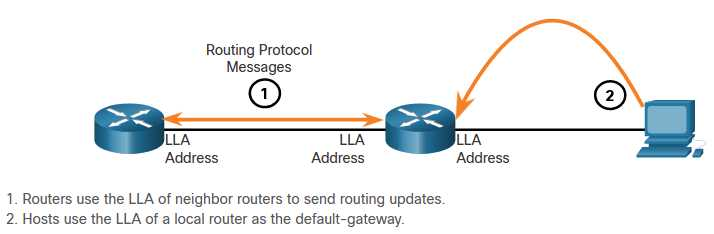 Routing Protocol
Messages
1
2
LLA
Address
LLA
Address
LLA
Address
1. Routers use the LLA of neighbor routers to send routing updates.
2. Hosts use the LLA of a local router as the default-gateway.